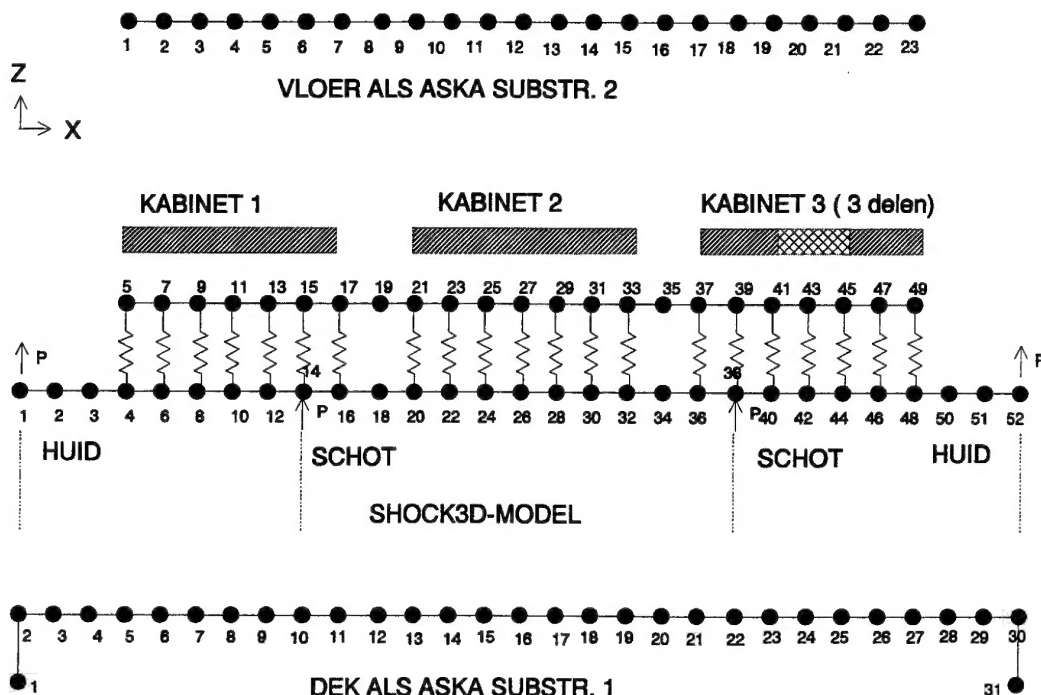 1 2 3 4 5 6 7 8 9 10 11 12 13 14 15 16 17 18 19 20 21 22 23
VLOER ALS ASKA SUBSTR. 2
Z
X
KABINET 1 KABINET 2 KABINET 3 ( 3 delen)
5 7 9 11 13 15 17 19 21 23 25 27 29 31 33 35 37 39 41 43 45 47 49
P P
14 38
P P
1 2 3 4 6 8 10 12 16 18 20 22 24 26 28 30 32 34 36 40 42 44 46 48 50 51 52
HUID SCHOT SCHOT HUID
SHOCK3D-MODEL
2 3 4 5 6 7 8 9 10 11 12 13 14 15 16 17 18 19 20 21 22 23 24 25 26 27 28 29 30
1 31
DEK ALS ASKA SUBSTR. 1